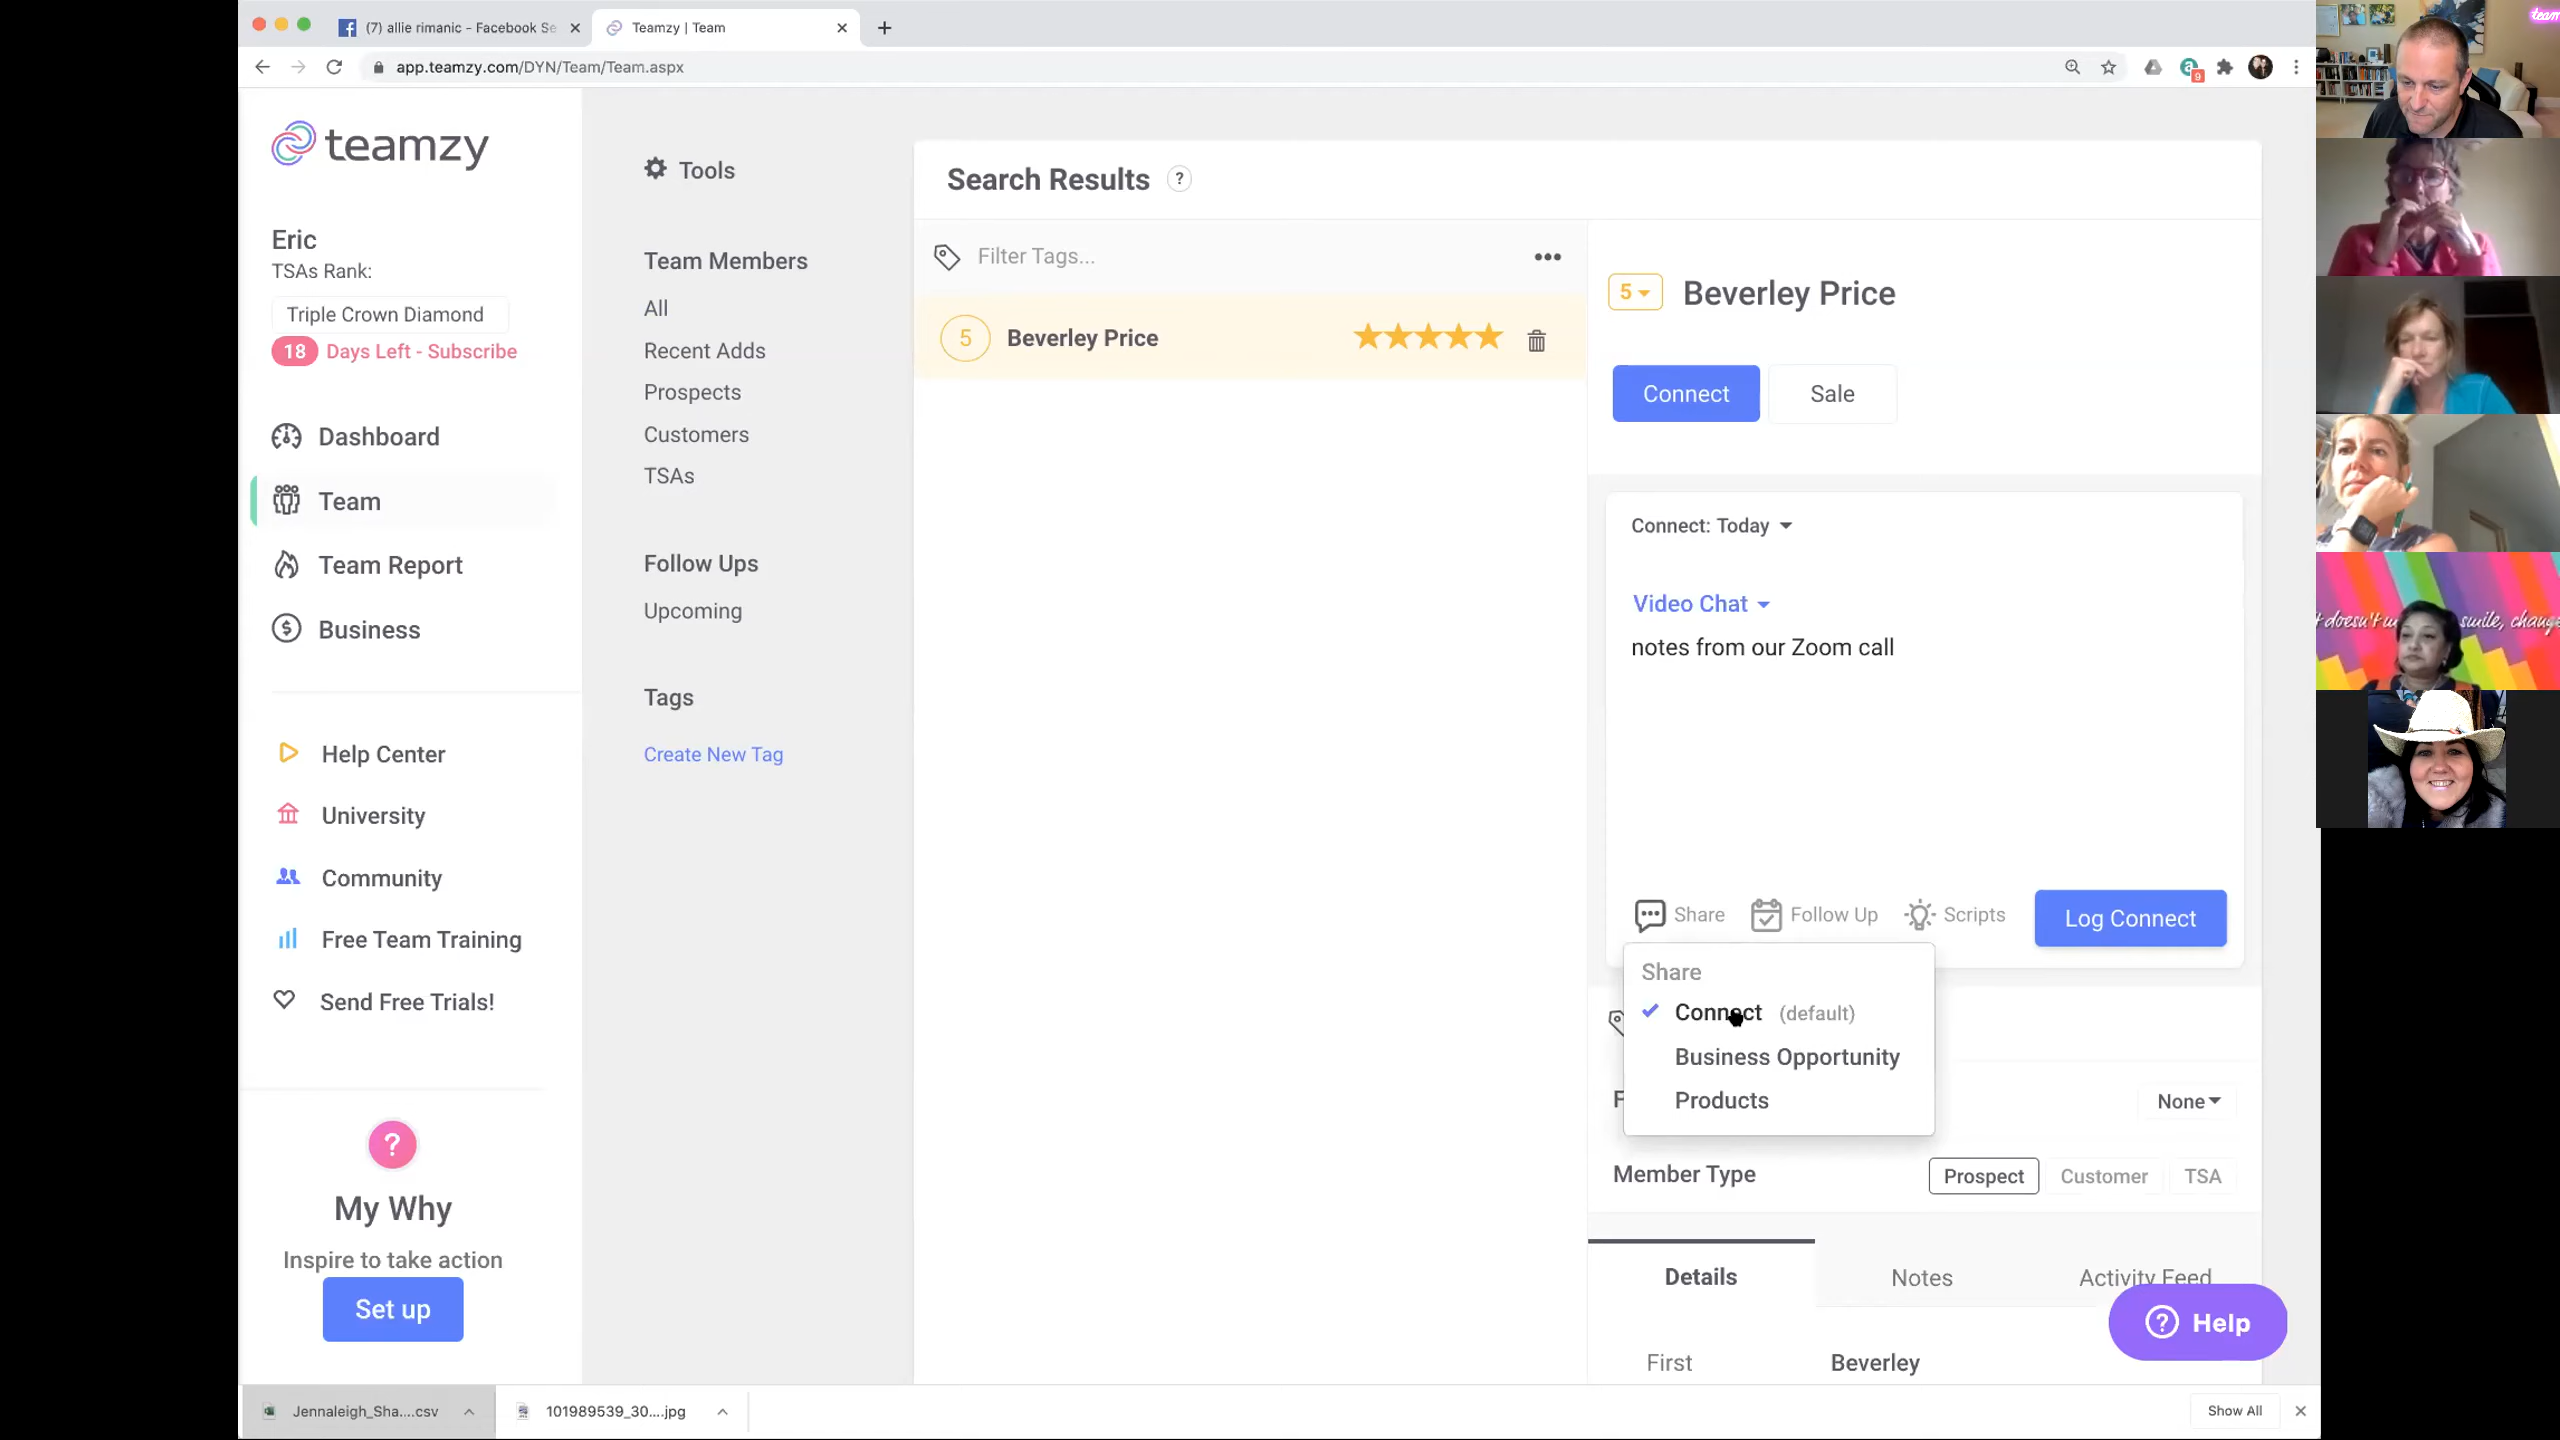 (7) allie rimanic - Facebook Se
Teamzy | Team
app.teamzy.com/DYN/Team/Team.aspx
9
teamzy
Eric
TSAs Rank:
Triple Crown Diamond
18 Days Left - Subscribe
Dashboard
Team
Team Report
Business
Help Center
University
Community
Free Team Training
Send Free Trials!
?
My Why
Inspire to take action
Set up
Tools
Team Members
All
Recent Adds
Prospects
Customers
TSAs
Follow Ups
Upcoming
Tags
Create New Tag
Search Results ?
Filter Tags...
5 Beverley Price
5 Beverley Price
Connect Sale
Connect: Today
Video Chat
notes from our Zoom call
Share Follow Up Scripts Log Connect
Share
Connect (default)
Business Opportunity
Products
None
Member Type Prospect Customer TSA
Details Notes Activity Feed
? Help
First Beverley
Jennaleigh_Sha....csv
101989539_30....jpg
Show All
team
smile, change